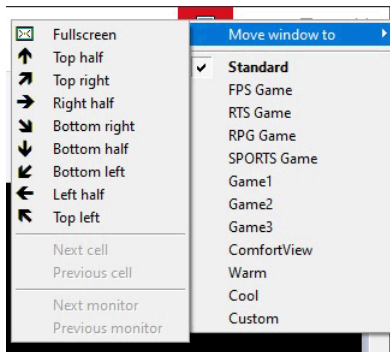 Fullscreen
Top half
Top right
Right half
Bottom right
Bottom half
Bottom left
Left half
Top left
Next cell
Previous cell
Next monitor
Previous monitor
Move window to
Standard
FPS Game
RTS Game
RPG Game
SPORTS Game
Game1
Game2
Game3
ComfortView
Warm
Cool
Custom